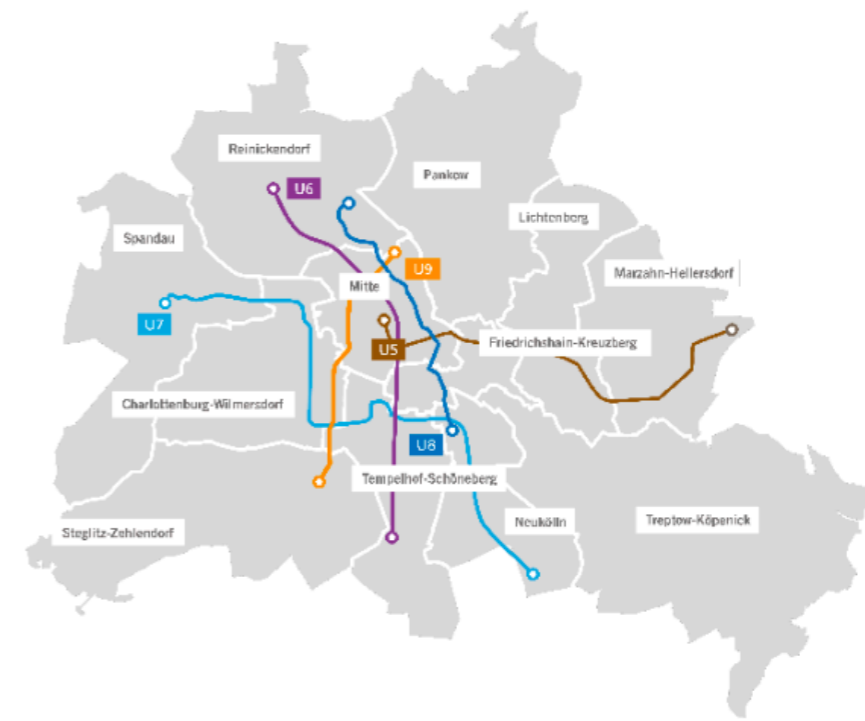 Reinickendorf
U6
Pankow
Lichtenberg
Spandau
U9
Marzahn-Hellersdorf
Mitte
U7
U5
Friedrichshain-Kreuzberg
Charlottenburg-Wilmersdorf
U8
Tempelhof-Schöneberg
Steglitz-Zehlendorf
Neukölln
Treptow-Köpenick